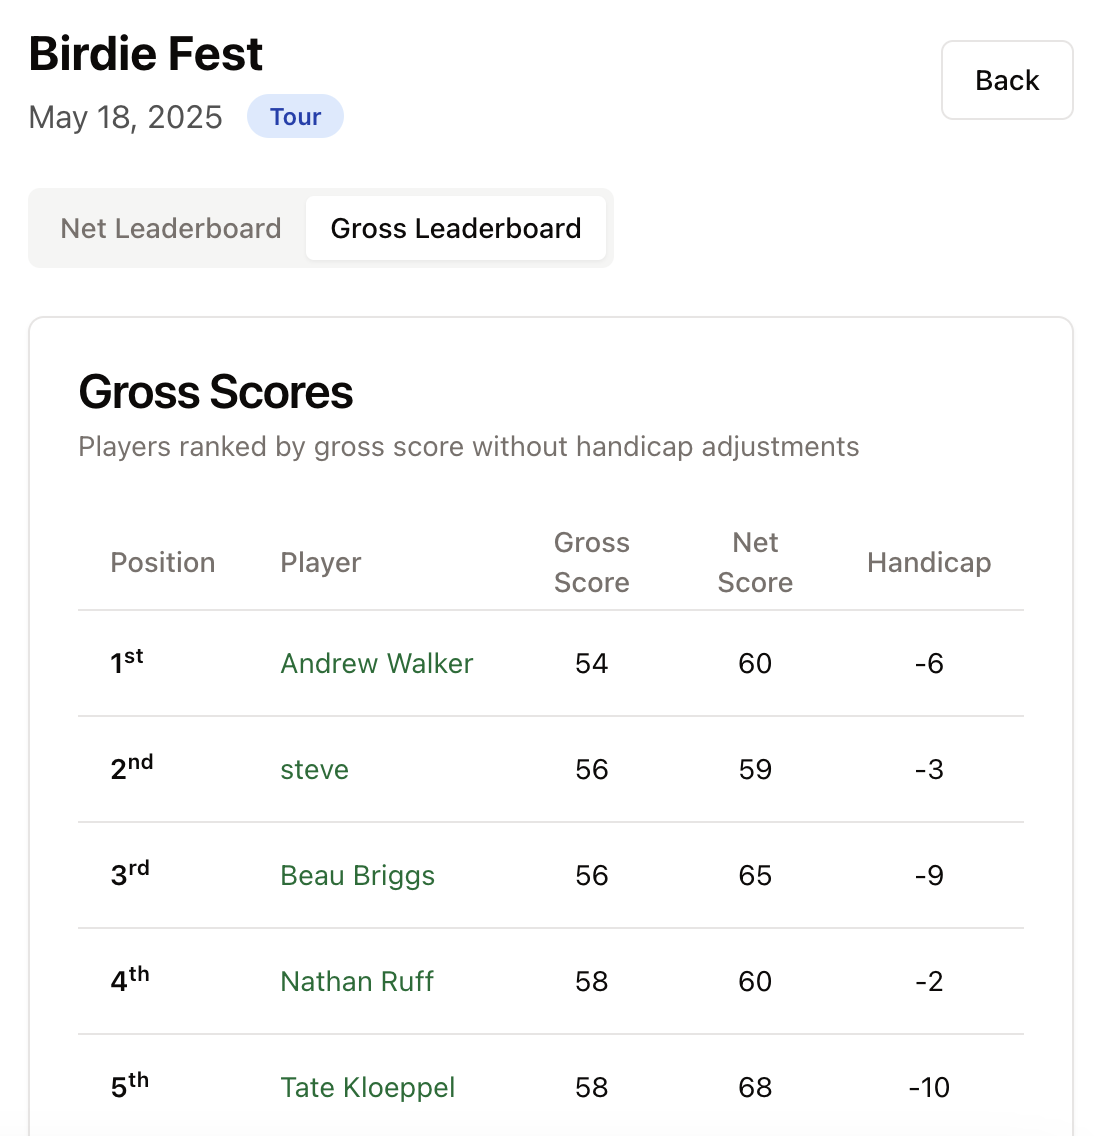 Birdie Fest
Back
May 18, 2025 Tour
Net Leaderboard Gross Leaderboard
Gross Scores
Players ranked by gross score without handicap adjustments
Position Player Gross Score Net Score Handicap
1st Andrew Walker 54 60 -6
2nd steve 56 59 -3
3rd Beau Briggs 56 65 -9
4th Nathan Ruff 58 60 -2
5th Tate Kloeppel 58 68 -10